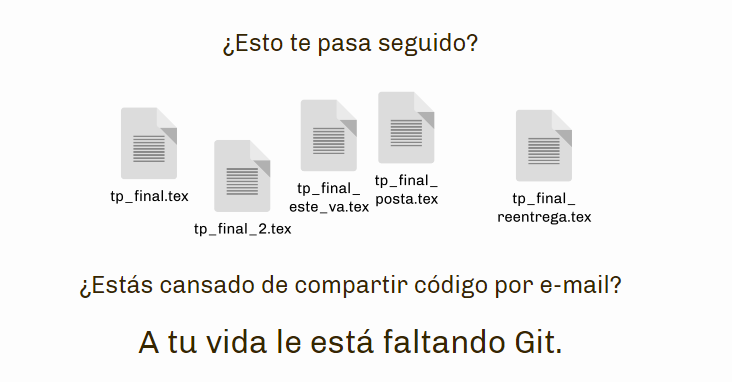 ¿Esto te pasa seguido?
tp_final.tex
tp_final_2.tex
tp_final_
este_va.tex
tp_final_
posta.tex
tp_final_
reentrega.tex
¿Estás cansado de compartir código por e-mail?
A tu vida le está faltando Git.